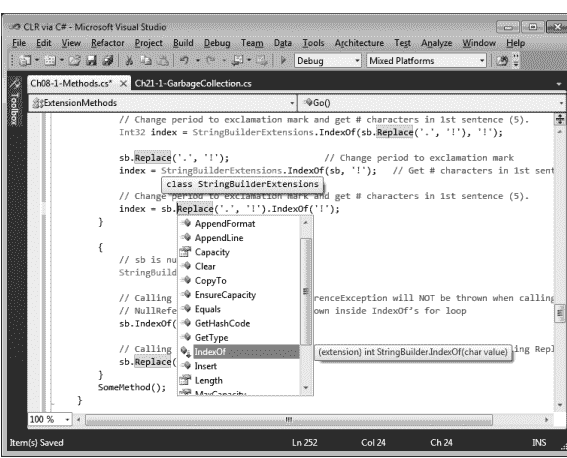 CLR via C# - Microsoft Visual Studio
File Edit View Refactor Project Build Debug Team Data Tools Architecture Test Analyze Window Help
Debug Mixed Platforms
Toolbox
Ch08-1-Methods.cs* Ch21-1-GarbageCollection.cs
ExtensionMethods Go()
// Change period to exclamation mark and get # characters in 1st sentence (5).
Int32 index = StringBuilderExtensions.IndexOf(sb.Replace('.', '!'), '!');
sb.Replace('.', '!'); // Change period to exclamation mark
index = StringBuilderExtensions.IndexOf(sb, '!'); // Get # characters in 1st sent
class StringBuilderExtensions
// Change period to exclamation mark and get # characters in 1st sentence (5).
index = sb.Replace('.', '!').IndexOf('!');
}
AppendFormat
AppendLine
{
Capacity
// sb is nu
Clear
StringBuild
CopyTo
// Calling
EnsureCapacity
renceException will NOT be thrown when calling
// NullRefe
Equals
own inside IndexOf's for loop
sb.IndexOf(
GetHashCode
GetType
// Calling
IndexOf
(extension) int StringBuilder.IndexOf(char value)
ing Repl
sb.Replace(
Insert
}
Length
SomeMethod();
MaxCapacity
}
100 %
Item(s) Saved Ln 252 Col 24 Ch 24 INS